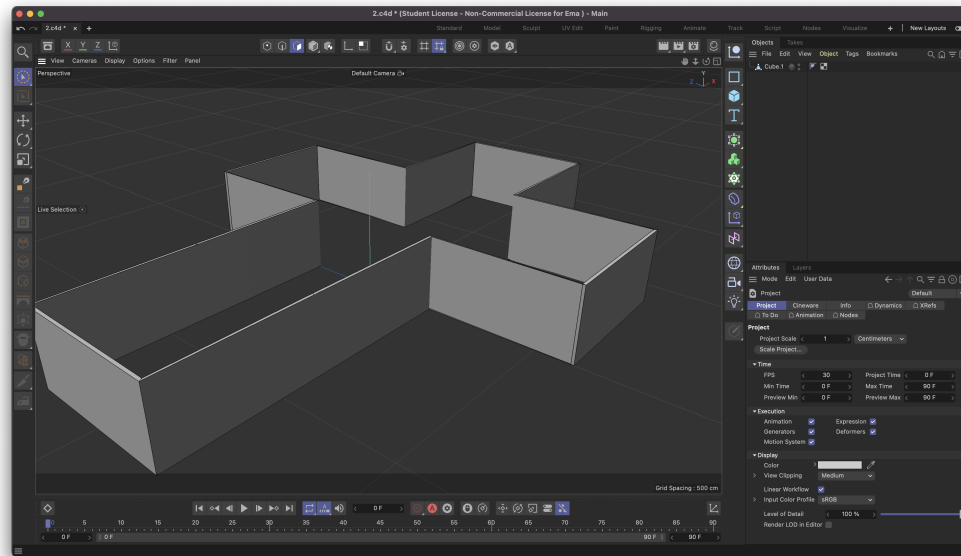 2.c4d * (Student License - Non-Commercial License for Ema ) - Main
2.c4d * × +
Standard Model Sculpt UV Edit Paint Rigging Animate Track Script Nodes Visualize + New Layouts
X Y Z
View Cameras Display Options Filter Panel
Perspective
Default Camera
Y
Z X
Live Selection
Grid Spacing : 500 cm
Objects Takes
File Edit View Object Tags Bookmarks
Cube.1
Attributes Layers
Mode Edit User Data
Project Default
Project Cineware Info Dynamics XRefs
To Do Animation Nodes
Project
Project Scale 1 Centimeters
Scale Project...
Time
FPS 30 Project Time 0 F
Min Time 0 F Max Time 90 F
Preview Min 0 F Preview Max 90 F
Execution
Animation Expression
Generators Deformers
Motion System
Display
Color
View Clipping Medium
Linear Workflow
Input Color Profile sRGB
Level of Detail 100 %
Render LOD in Editor
0 F
0 5 10 15 20 25 30 35 40 45 50 55 60 65 70 75 80 85 90
0 F 0 F 90 F 90 F